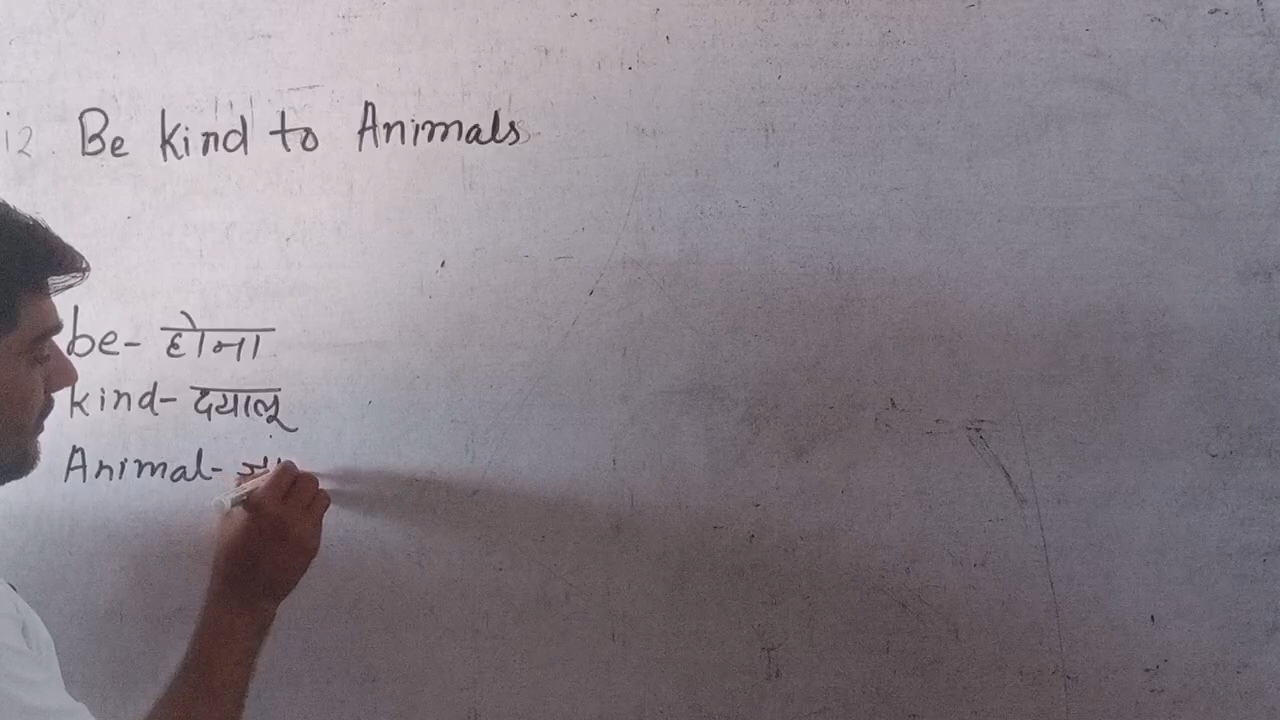 12. Be kind to Animals
be- होना
kind- दयालू
Animal-